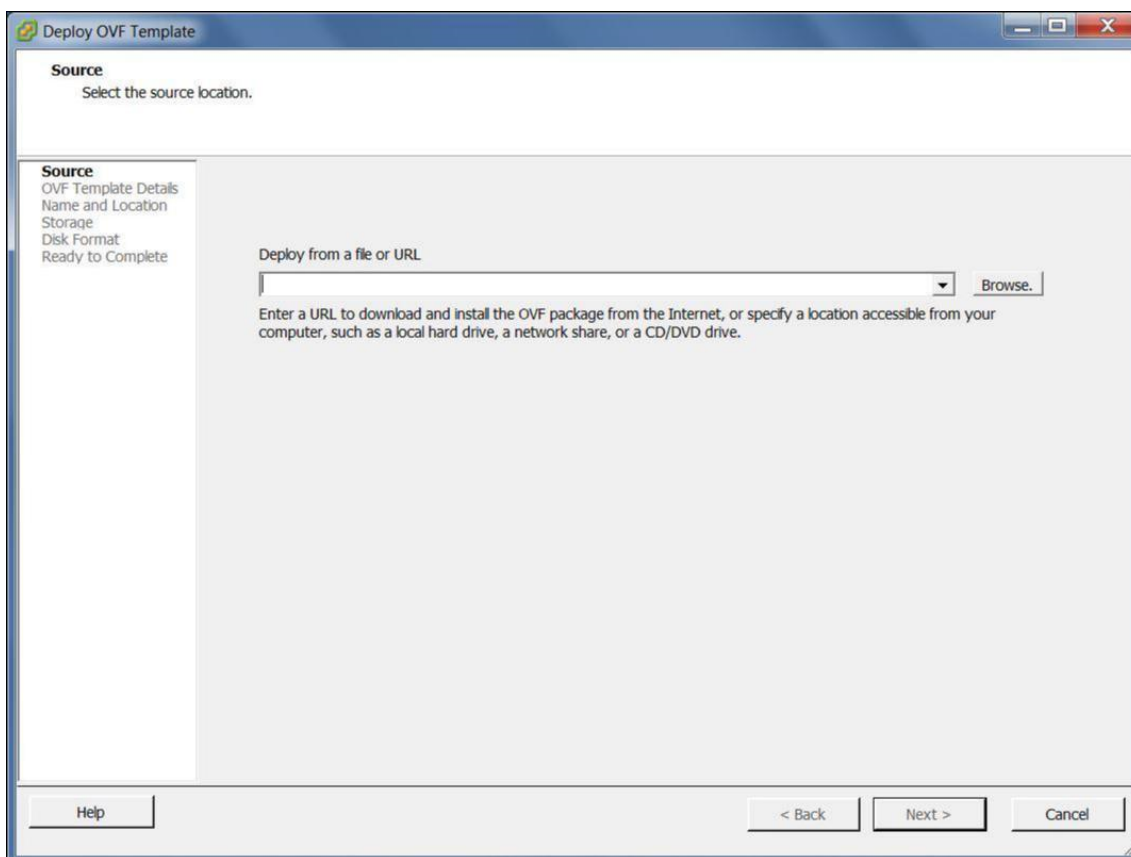 Deploy OVF Template
Source
Select the source location.
Source
OVF Template Details
Name and Location
Storage
Disk Format
Ready to Complete
Deploy from a file or URL
Browse.
Enter a URL to download and install the OVF package from the Internet, or specify a location accessible from your
computer, such as a local hard drive, a network share, or a CD/DVD drive.
Help
< Back
Next >
Cancel